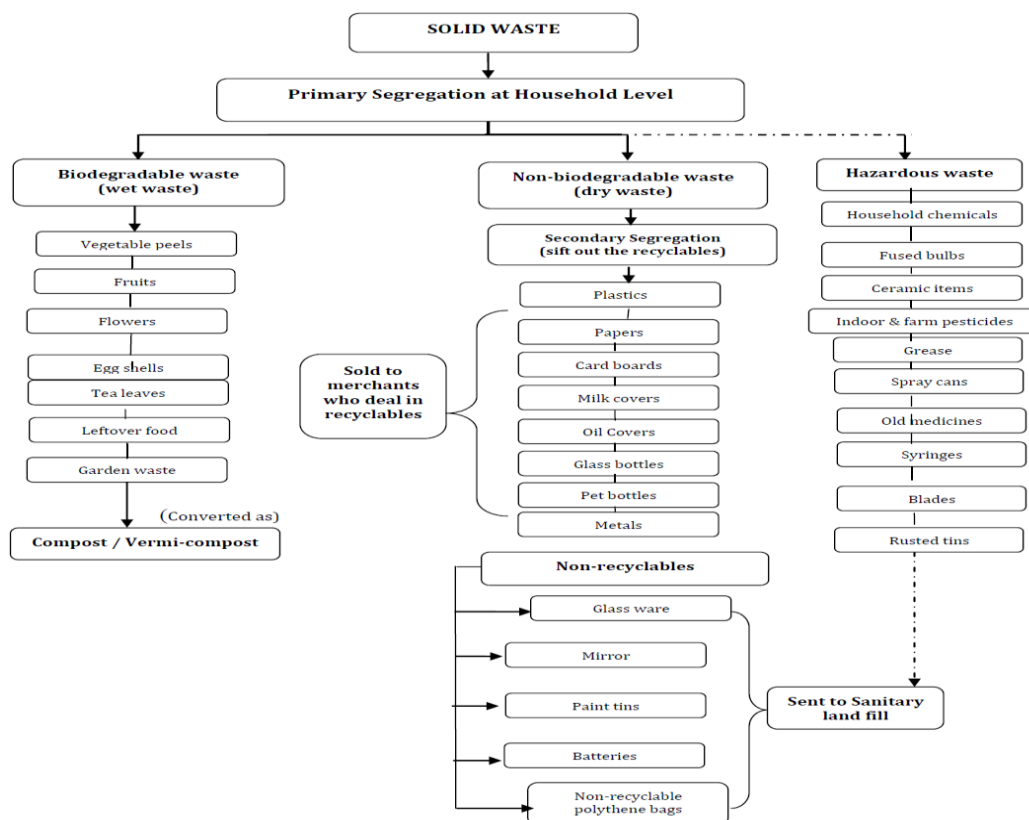 SOLID WASTE
Primary Segregation at Household Level
Biodegradable waste
(wet waste)
Vegetable peels
Fruits
Flowers
Egg shells
Tea leaves
Leftover food
Garden waste
(Converted as)
Compost / Vermi-compost
Non-biodegradable waste
(dry waste)
Secondary Segregation
(sift out the recyclables)
Plastics
Papers
Card boards
Milk covers
Oil Covers
Glass bottles
Pet bottles
Metals
Sold to
merchants
who deal in
recyclables
Non-recyclables
Glass ware
Mirror
Paint tins
Batteries
Non-recyclable
polythene bags
Hazardous waste
Household chemicals
Fused bulbs
Ceramic items
Indoor & farm pesticides
Grease
Spray cans
Old medicines
Syringes
Blades
Rusted tins
Sent to Sanitary
land fill